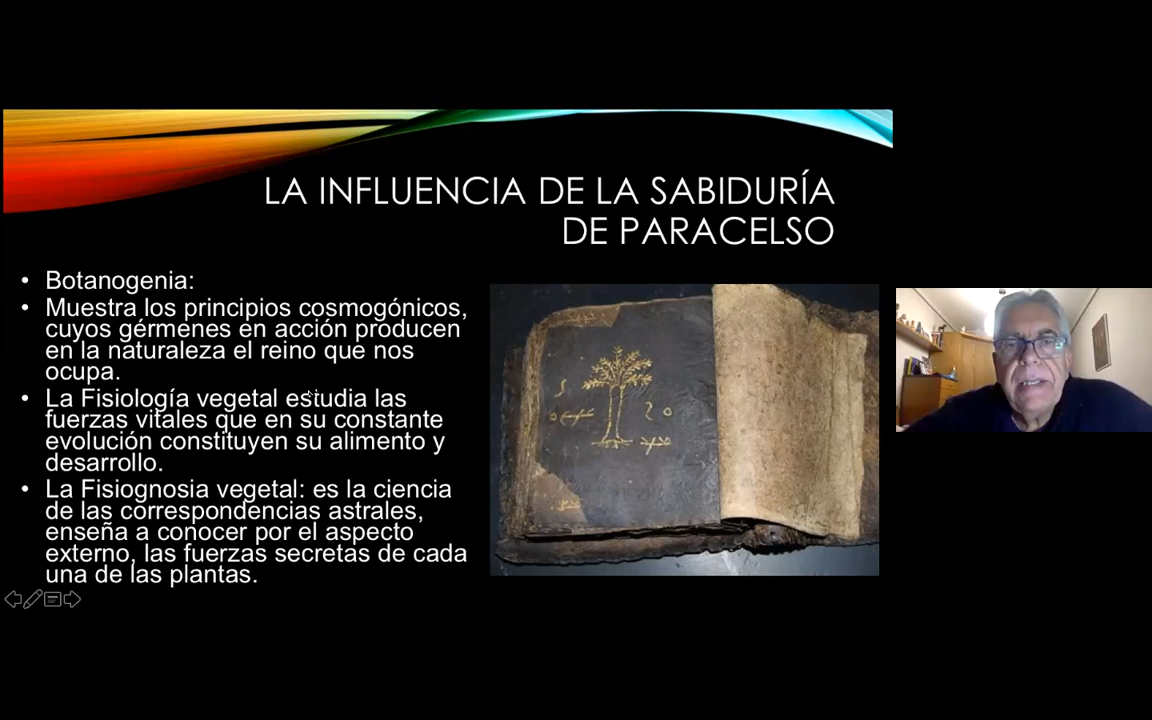 LA INFLUENCIA DE LA SABIDURÍA
DE PARACELSO
• Botanogenia:
• Muestra los principios cosmogónicos,
cuyos gérmenes en acción producen
en la naturaleza el reino que nos
ocupa.
• La Fisiología vegetal estudia las
fuerzas vitales que en su constante
evolución constituyen su alimento y
desarrollo.
• La Fisiognosia vegetal: es la ciencia
de las correspondencias astrales,
enseña a conocer por el aspecto
externo, las fuerzas secretas de cada
una de las plantas.